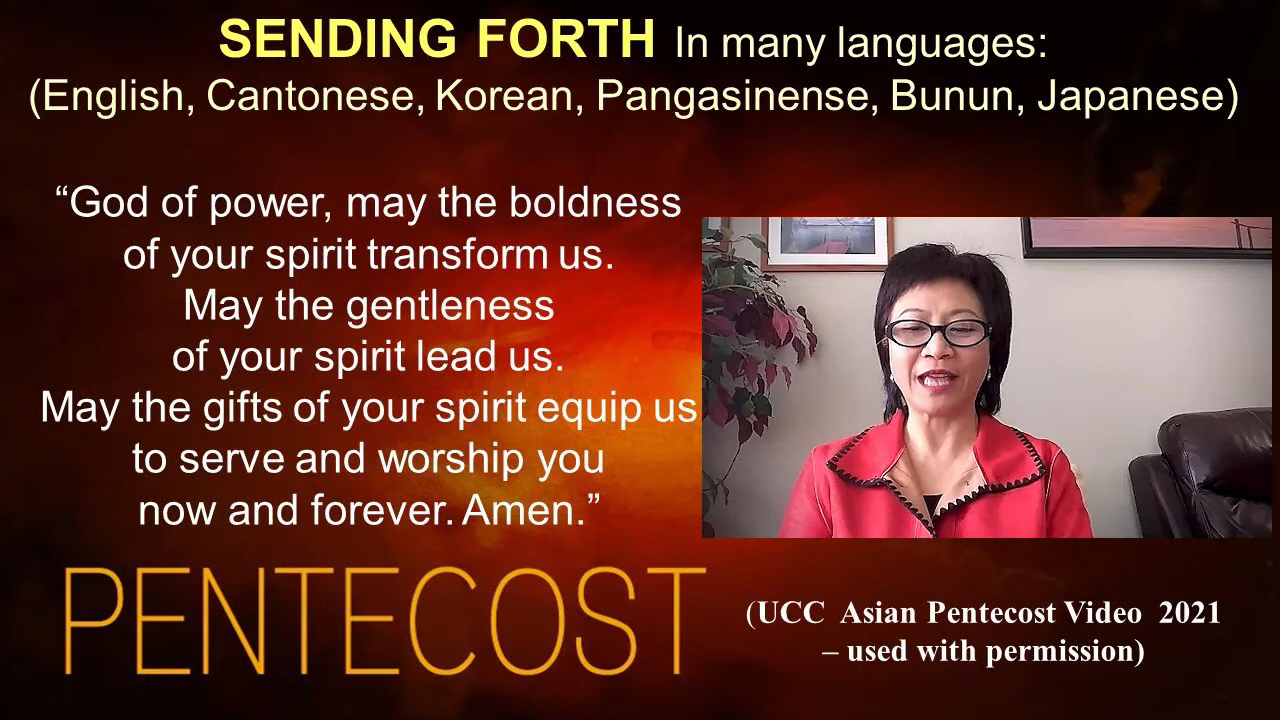 SENDING FORTH In many languages:
(English, Cantonese, Korean, Pangasinense, Bunun, Japanese)
“God of power, may the boldness
of your spirit transform us.
May the gentleness
of your spirit lead us.
May the gifts of your spirit equip us
to serve and worship you
now and forever. Amen.”
PENTECOST
(UCC Asian Pentecost Video 2021
– used with permission)